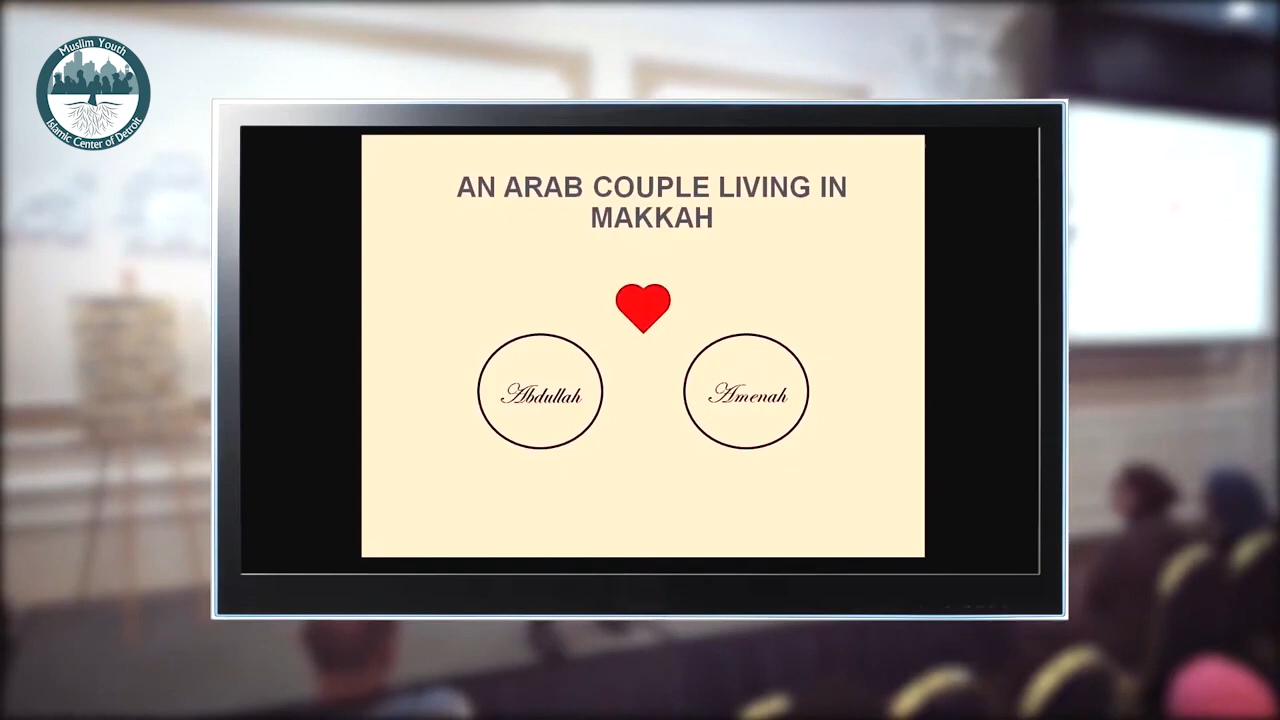 Muslim Youth
Islamic Center of Detroit
AN ARAB COUPLE LIVING IN
MAKKAH
Abdullah
Amenah